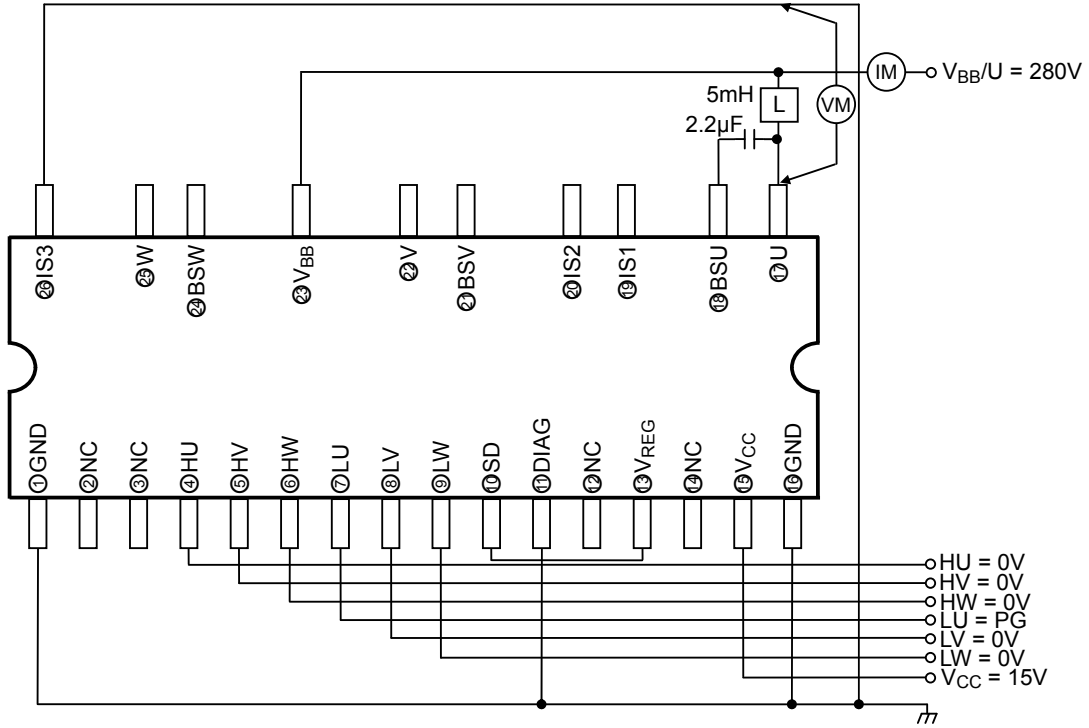 IM
V_BB/U = 280V
5mH
L
VM
2.2μF
㉖IS3
㉕W
㉔BSW
㉓V_BB
㉒V
㉑BSV
⑳IS2
⑲IS1
⑱BSU
⑰U
①GND
②NC
③NC
④HU
⑤HV
⑥HW
⑦LU
⑧LV
⑨LW
⑩SD
⑪DIAG
⑫NC
⑬V_REG
⑭NC
⑮V_CC
⑯GND
HU = 0V
HV = 0V
HW = 0V
LU = PG
LV = 0V
LW = 0V
V_CC = 15V